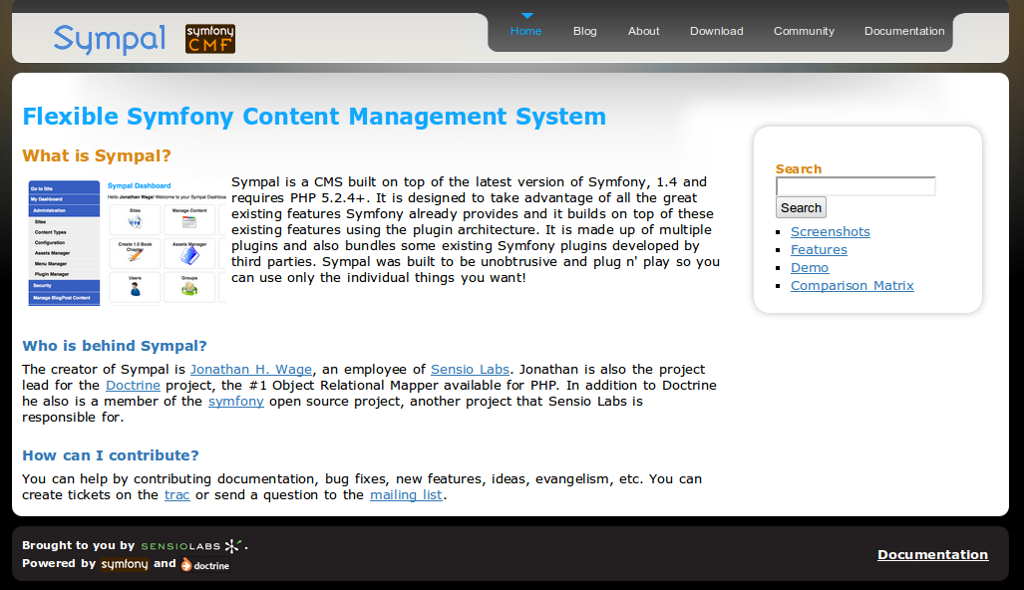 Sympal
symfony
CMF
Home Blog About Download Community Documentation
Flexible Symfony Content Management System
What is Sympal?
Go to Site
My Dashboard
Administration
Sites
Content Types
Configuration
Assets Manager
Menu Manager
Plugin Manager
Security
Manage BlogPost Content
Sympal Dashboard
Hello Jonathan Wage! Welcome to your Sympal Dashboard
Sites Manage Content
Create 1.0 Book Chapter Assets Manager
Users Groups
Sympal is a CMS built on top of the latest version of Symfony, 1.4 and
requires PHP 5.2.4+. It is designed to take advantage of all the great
existing features Symfony already provides and it builds on top of these
existing features using the plugin architecture. It is made up of multiple
plugins and also bundles some existing Symfony plugins developed by
third parties. Sympal was built to be unobtrusive and plug n' play so you
can use only the individual things you want!
Who is behind Sympal?
The creator of Sympal is Jonathan H. Wage, an employee of Sensio Labs. Jonathan is also the project
lead for the Doctrine project, the #1 Object Relational Mapper available for PHP. In addition to Doctrine
he also is a member of the symfony open source project, another project that Sensio Labs is
responsible for.
How can I contribute?
You can help by contributing documentation, bug fixes, new features, ideas, evangelism, etc. You can
create tickets on the trac or send a question to the mailing list.
Search
Search
Screenshots
Features
Demo
Comparison Matrix
Brought to you by SENSIOLABS .
Powered by symfony and doctrine
Documentation